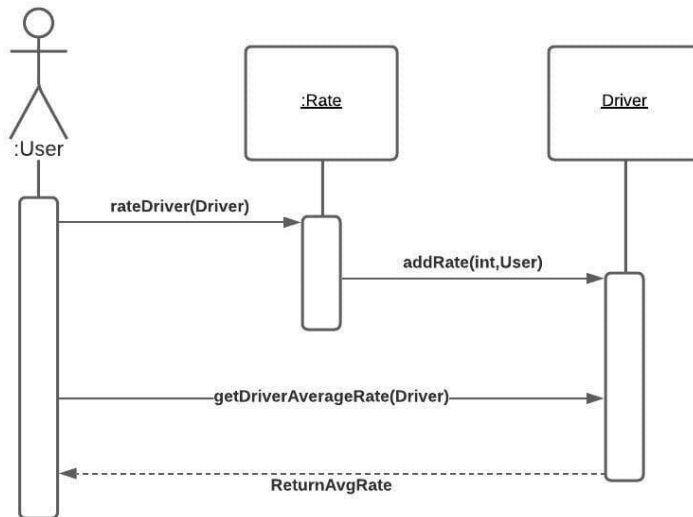 :Rate
Driver
:User
rateDriver(Driver)
addRate(int,User)
getDriverAverageRate(Driver)
ReturnAvgRate